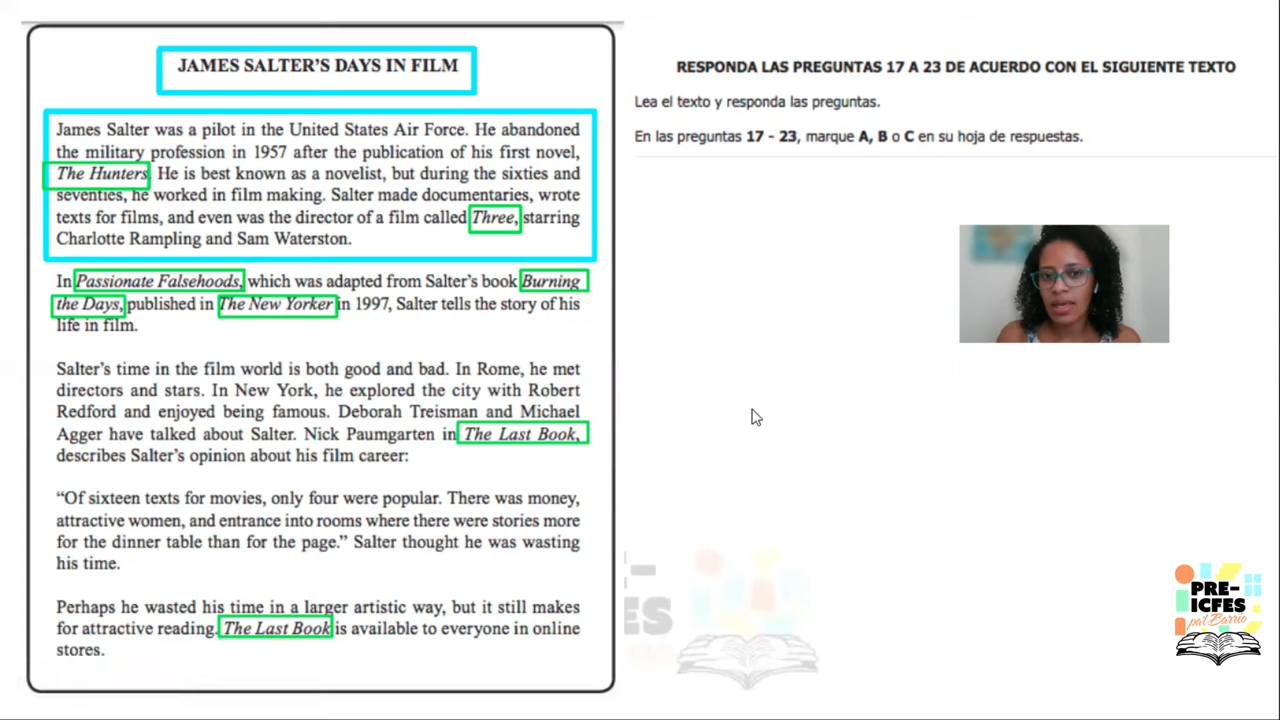 JAMES SALTER'S DAYS IN FILM
James Salter was a pilot in the United States Air Force. He abandoned
the military profession in 1957 after the publication of his first novel,
The Hunters. He is best known as a novelist, but during the sixties and
seventies, he worked in film making. Salter made documentaries, wrote
texts for films, and even was the director of a film called Three, starring
Charlotte Rampling and Sam Waterston.
In Passionate Falsehoods, which was adapted from Salter's book Burning
the Days, published in The New Yorker in 1997, Salter tells the story of his
life in film.
Salter's time in the film world is both good and bad. In Rome, he met
directors and stars. In New York, he explored the city with Robert
Redford and enjoyed being famous. Deborah Treisman and Michael
Agger have talked about Salter. Nick Paumgarten in The Last Book,
describes Salter's opinion about his film career:
“Of sixteen texts for movies, only four were popular. There was money,
attractive women, and entrance into rooms where there were stories more
for the dinner table than for the page.” Salter thought he was wasting
his time.
Perhaps he wasted his time in a larger artistic way, but it still makes
for attractive reading. The Last Book is available to everyone in online
stores.
RESPONDA LAS PREGUNTAS 17 A 23 DE ACUERDO CON EL SIGUIENTE TEXTO
Lea el texto y responda las preguntas.
En las preguntas 17 - 23, marque A, B o C en su hoja de respuestas.
PRE-
ICFES
pal Barrio